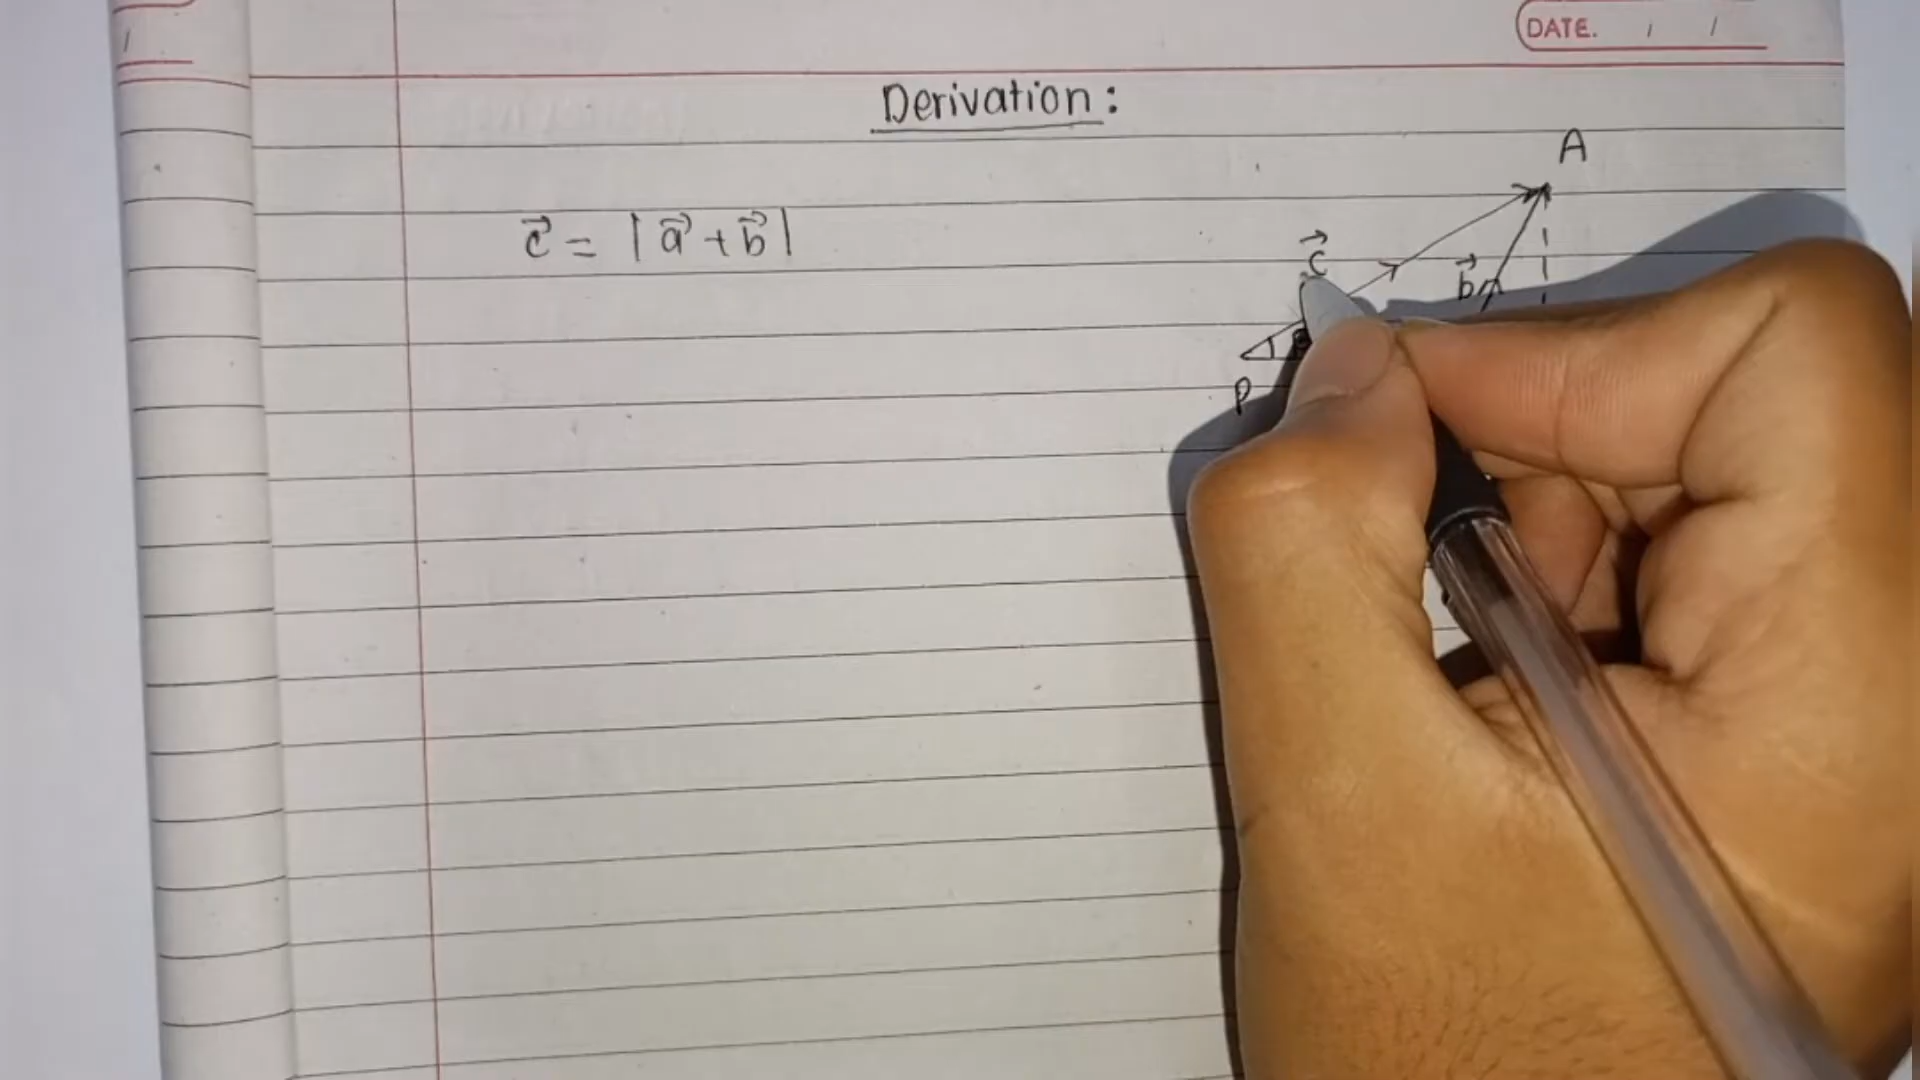 DATE. / /
/
Derivation:
A
c⃗ = |a⃗ + b⃗|
c⃗
b⃗
P